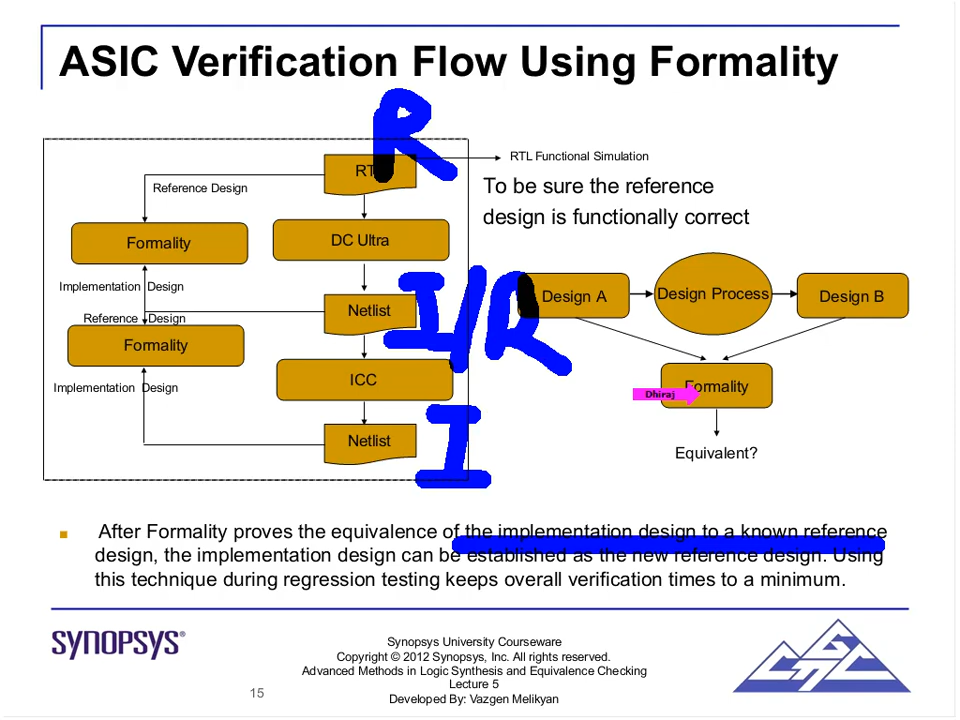 ASIC Verification Flow Using Formality
R
RTL Functional Simulation
RT
Reference Design
To be sure the reference
design is functionally correct
Formality
DC Ultra
Implementation Design
I/R
Netlist
Design A
Design Process
Design B
Reference Design
Formality
ICC
Implementation Design
Formality
Dhiraj
I
Netlist
Equivalent?
After Formality proves the equivalence of the implementation design to a known reference
design, the implementation design can be established as the new reference design. Using
this technique during regression testing keeps overall verification times to a minimum.
SYNOPSYS®
Synopsys University Courseware
Copyright © 2012 Synopsys, Inc. All rights reserved.
Advanced Methods in Logic Synthesis and Equivalence Checking
Lecture 5
15
Developed By: Vazgen Melikyan